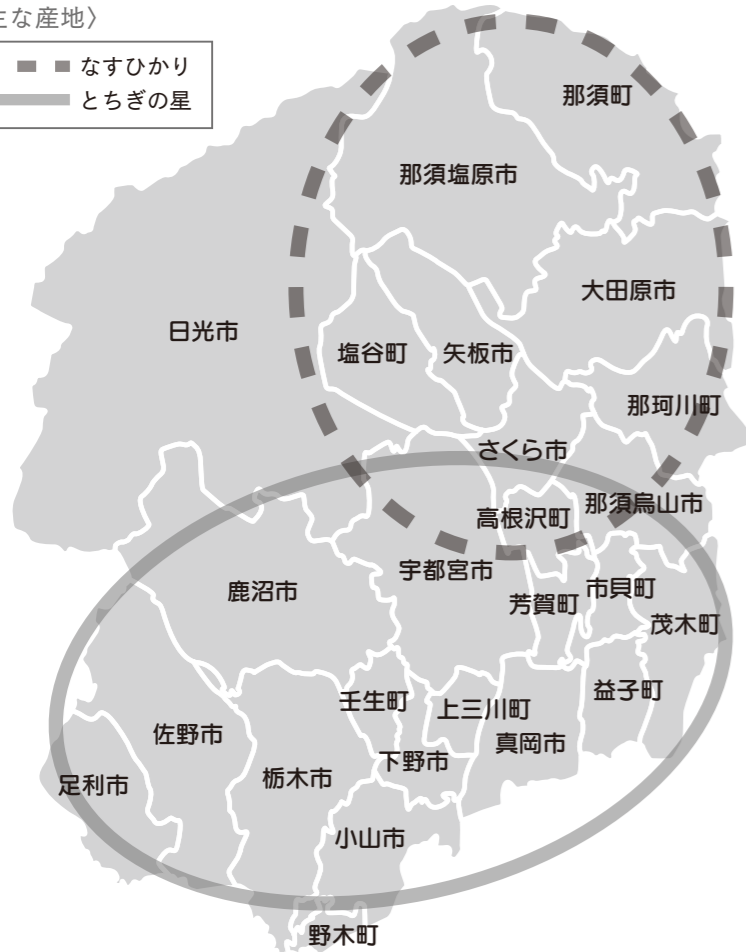 主な産地〉
なすひかり
とちぎの星
那須町
那須塩原市
大田原市
日光市
塩谷町
矢板市
那珂川町
さくら市
高根沢町
那須烏山市
宇都宮市
鹿沼市
芳賀町
市貝町
茂木町
益子町
壬生町
上三川町
佐野市
真岡市
下野市
栃木市
足利市
小山市
野木町